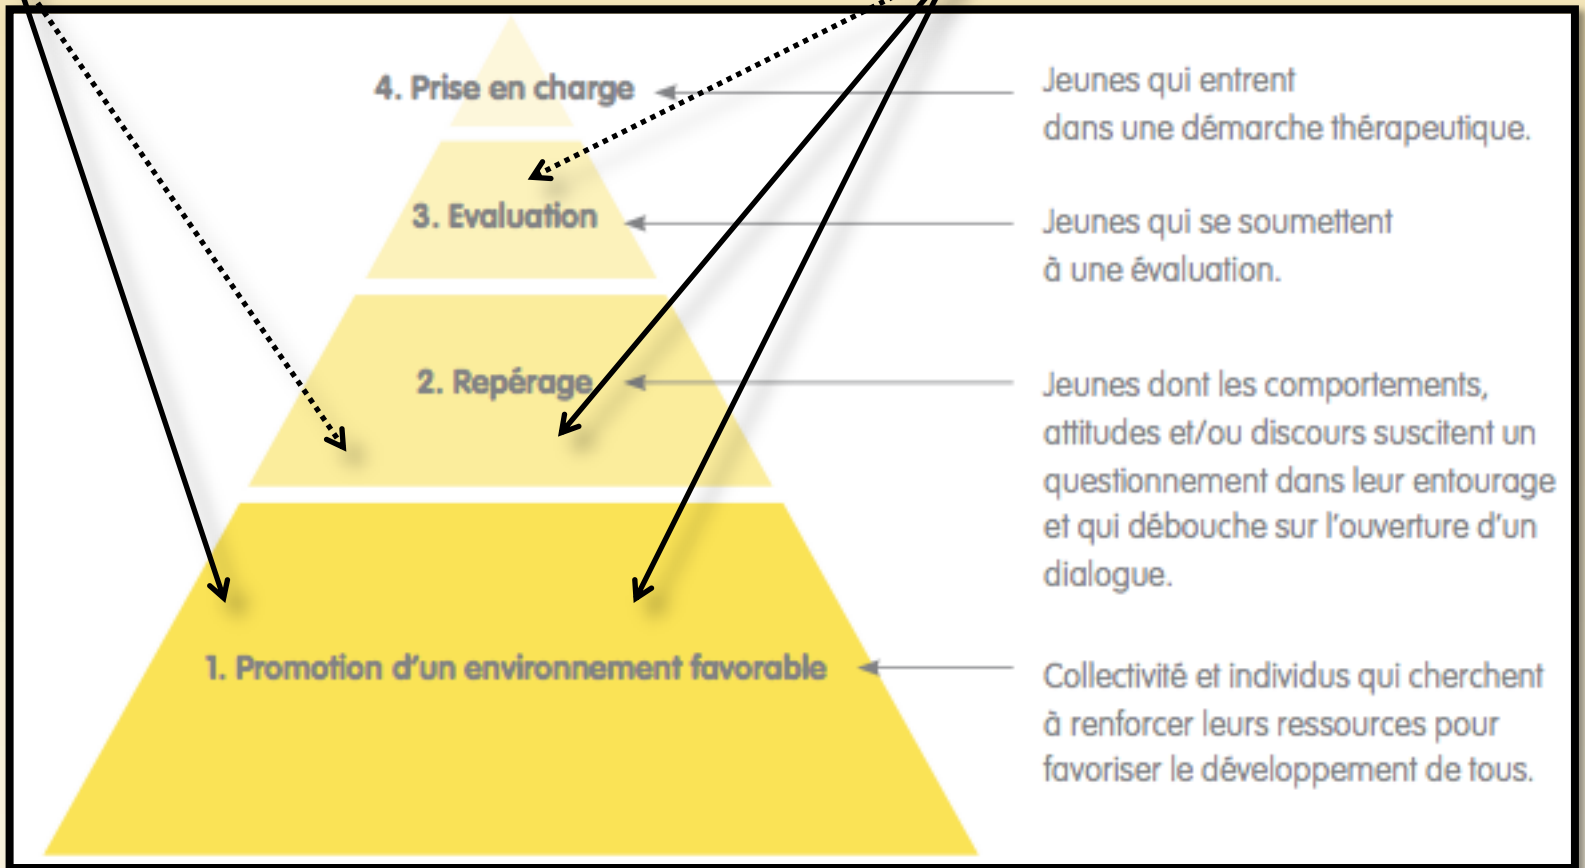 4. Prise en charge
Jeunes qui entrent
dans une démarche thérapeutique.
3. Evaluation
Jeunes qui se soumettent
à une évaluation.
2. Repérage
Jeunes dont les comportements,
attitudes et/ou discours suscitent un
questionnement dans leur entourage
et qui débouche sur l'ouverture d'un
dialogue.
1. Promotion d'un environnement favorable
Collectivité et individus qui cherchent
à renforcer leurs ressources pour
favoriser le développement de tous.